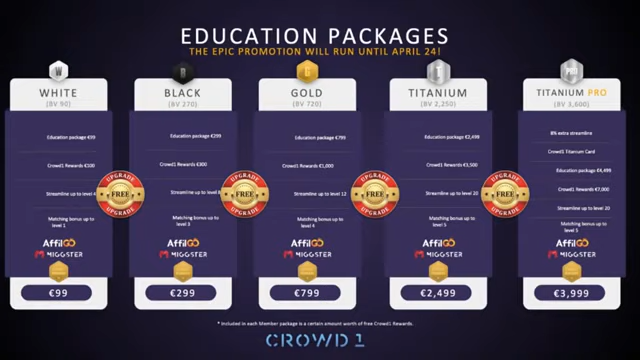 EDUCATION PACKAGES
THE EPIC PROMOTION WILL RUN UNTIL APRIL 24!
W
WHITE
(BV 90)
Education package €99
Crowd1 Rewards €100
Streamline up to level 4
Matching bonus up to
level 1
AffilGO
MIGGSTER
€99
UPGRADE
FREE
UPGRADE
B
BLACK
(BV 270)
Education package €299
Crowd1 Rewards €300
Streamline up to level 8
Matching bonus up to
level 3
AffilGO
MIGGSTER
€299
UPGRADE
FREE
UPGRADE
G
GOLD
(BV 720)
Education package €799
Crowd1 Rewards €1,000
Streamline up to level 12
Matching bonus up to
level 4
AffilGO
MIGGSTER
€799
UPGRADE
FREE
UPGRADE
T
TITANIUM
(BV 2,250)
Education package €2,499
Crowd1 Rewards €3,500
Streamline up to level 20
Matching bonus up to
level 5
AffilGO
MIGGSTER
€2,499
UPGRADE
FREE
UPGRADE
PRO
TITANIUM PRO
(BV 3,600)
8% extra streamline
Crowd1 Titanium Card
Education package €4,499
Crowd1 Rewards €7,000
Streamline up to level 20
Matching bonus up to
level 5
AffilGO
MIGGSTER
€3,999
* Included in each Member package is a certain amount worth of free Crowd1 Rewards.
CROWD1